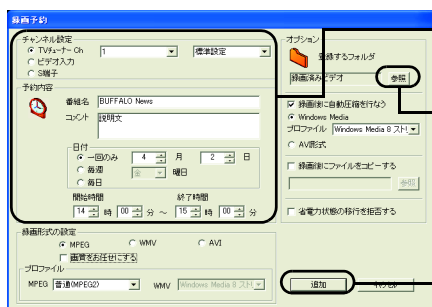 録画予約
チャンネル設定
TVチューナー Ch 1 標準設定
ビデオ入力
S端子
予約内容
番組名 BUFFALO News
コメント 説明文
日付
一回のみ 4 月 2 日
毎週 金 曜日
毎日
開始時間 終了時間
14 時 00 分 ～ 15 時 00 分
録画形式の設定
MPEG WMV AVI
画質をお任せにする
プロファイル
MPEG 普通(MPEG2) WMV Windows Media 8 ストリ
オプション
登録するフォルダ
録画済みビデオ 参照
録画後に自動圧縮を行なう
Windows Media
プロファイル Windows Media 8 ストリ
AVI形式
録画後にファイルをコピーする
参照
省電力状態の移行を拒否する
追加 キャンセル